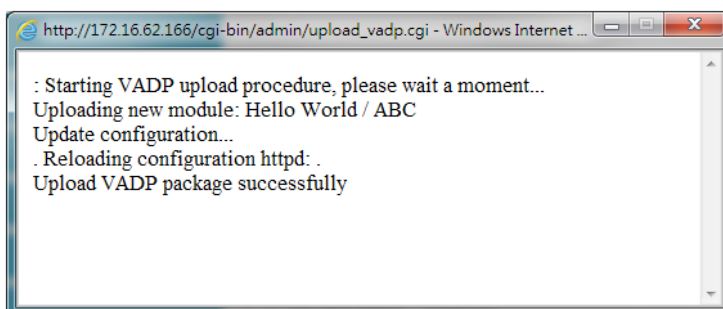 http://172.16.62.166/cgi-bin/admin/upload_vadp.cgi - Windows Internet ...
: Starting VADP upload procedure, please wait a moment...
Uploading new module: Hello World / ABC
Update configuration...
. Reloading configuration httpd: .
Upload VADP package successfully